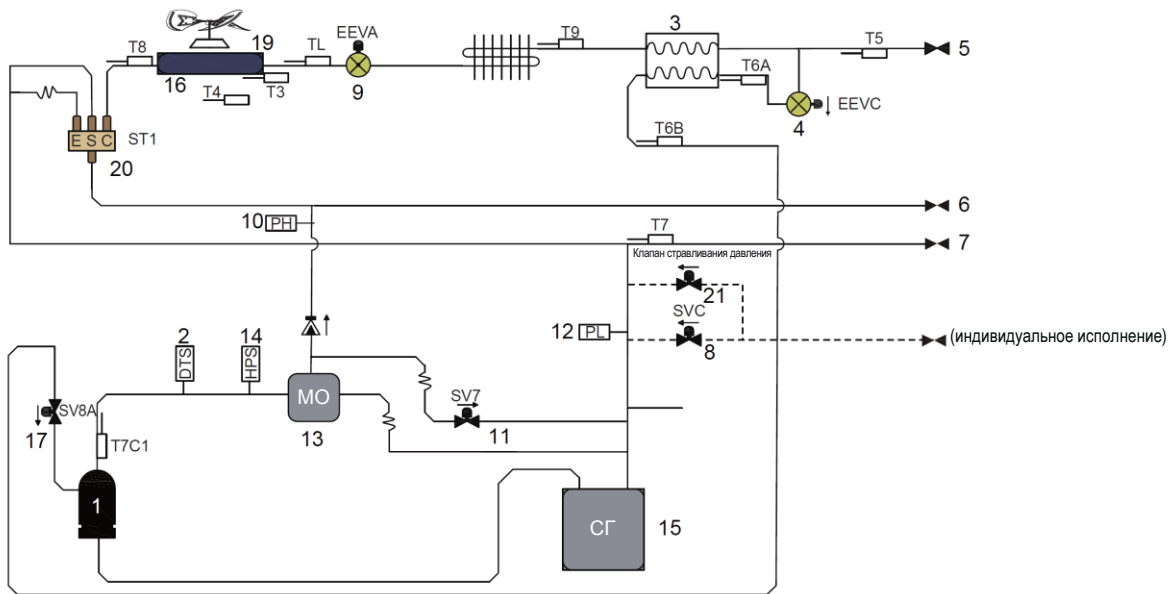 EEVA
3
T8
19
TL
T9
T5
5
16
T3
9
T6A
T4
EEVC
4
E S C
ST1
T6B
20
6
10
PH
T7
7
Клапан стравливания давления
21
SVC
12
PL
8
(индивидуальное исполнение)
2
14
DTS
HPS
МО
SV7
SV8A
13
11
17
T7C1
1
СГ
15